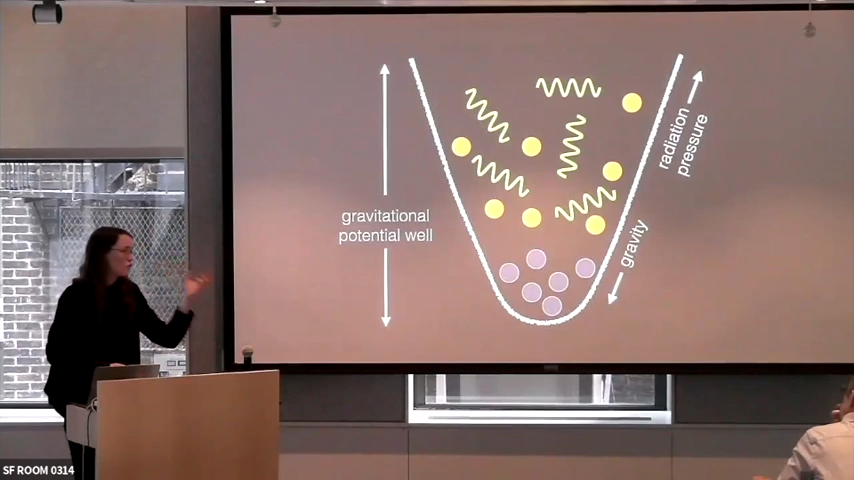 gravitational
potential well
radiation
pressure
gravity
SF ROOM 0314